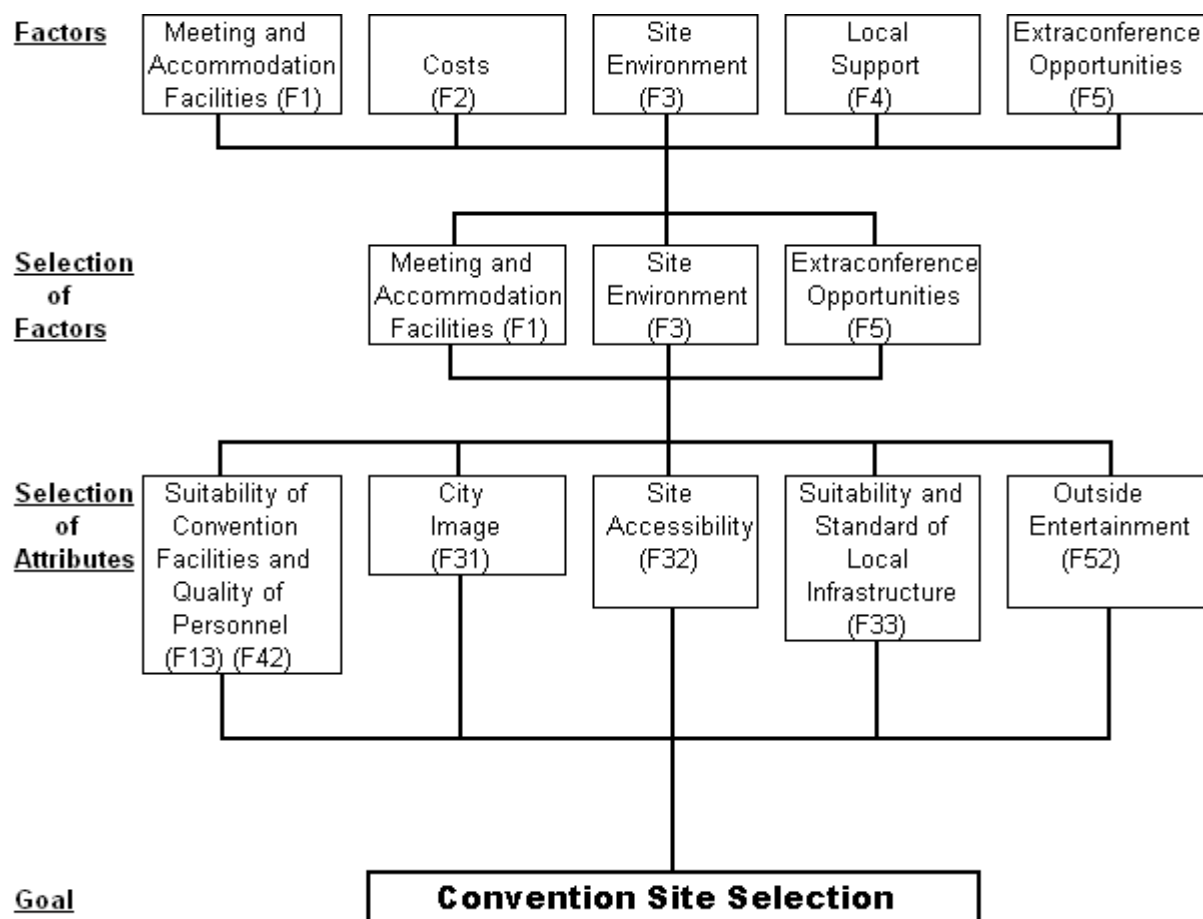 Factors
Meeting and
Accommodation
Facilities (F1)
Costs
(F2)
Site
Environment
(F3)
Local
Support
(F4)
Extraconference
Opportunities
(F5)
Selection
of
Factors
Meeting and
Accommodation
Facilities (F1)
Site
Environment
(F3)
Extraconference
Opportunities
(F5)
Selection
of
Attributes
Suitability of
Convention
Facilities and
Quality of
Personnel
(F13) (F42)
City
Image
(F31)
Site
Accessibility
(F32)
Suitability and
Standard of
Local
Infrastructure
(F33)
Outside
Entertainment
(F52)
Goal
Convention Site Selection